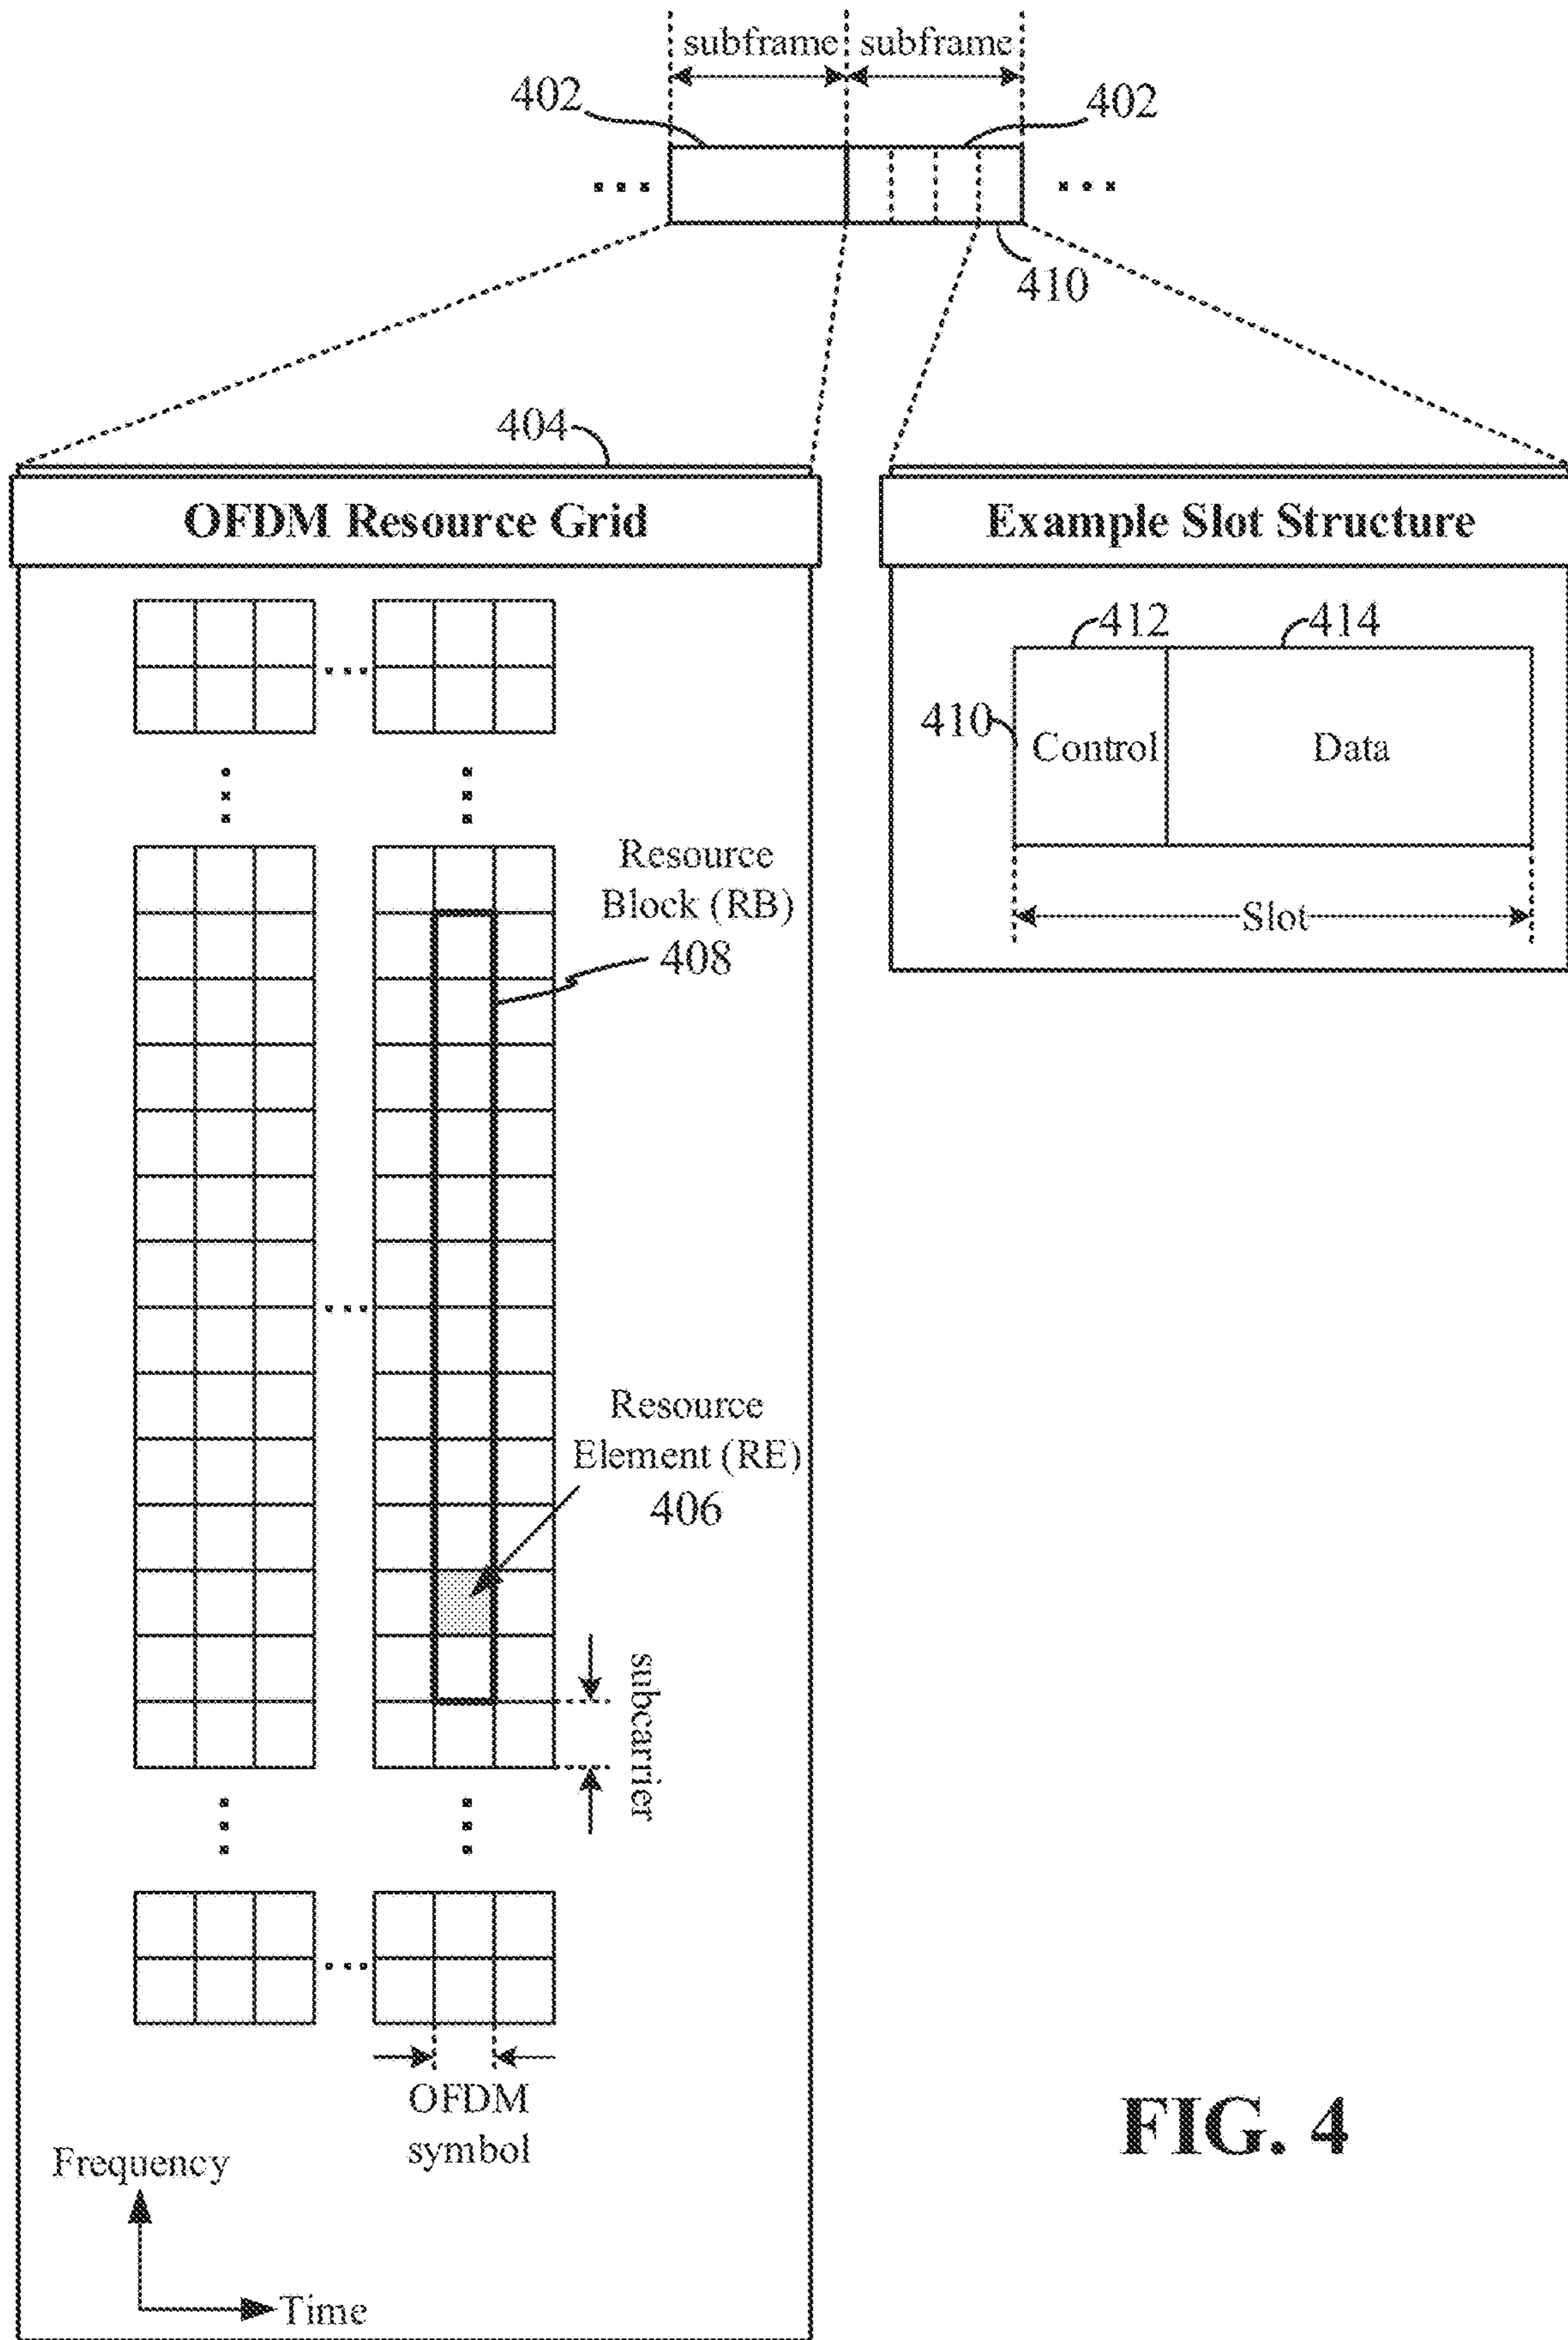 subframe subframe
402 402
410
404
OFDM Resource Grid
Example Slot Structure
412 414
410
Control Data
Slot
Resource
Block (RB)
408
Resource
Element (RE)
406
subcarrier
OFDM
symbol
Frequency
Time
FIG. 4